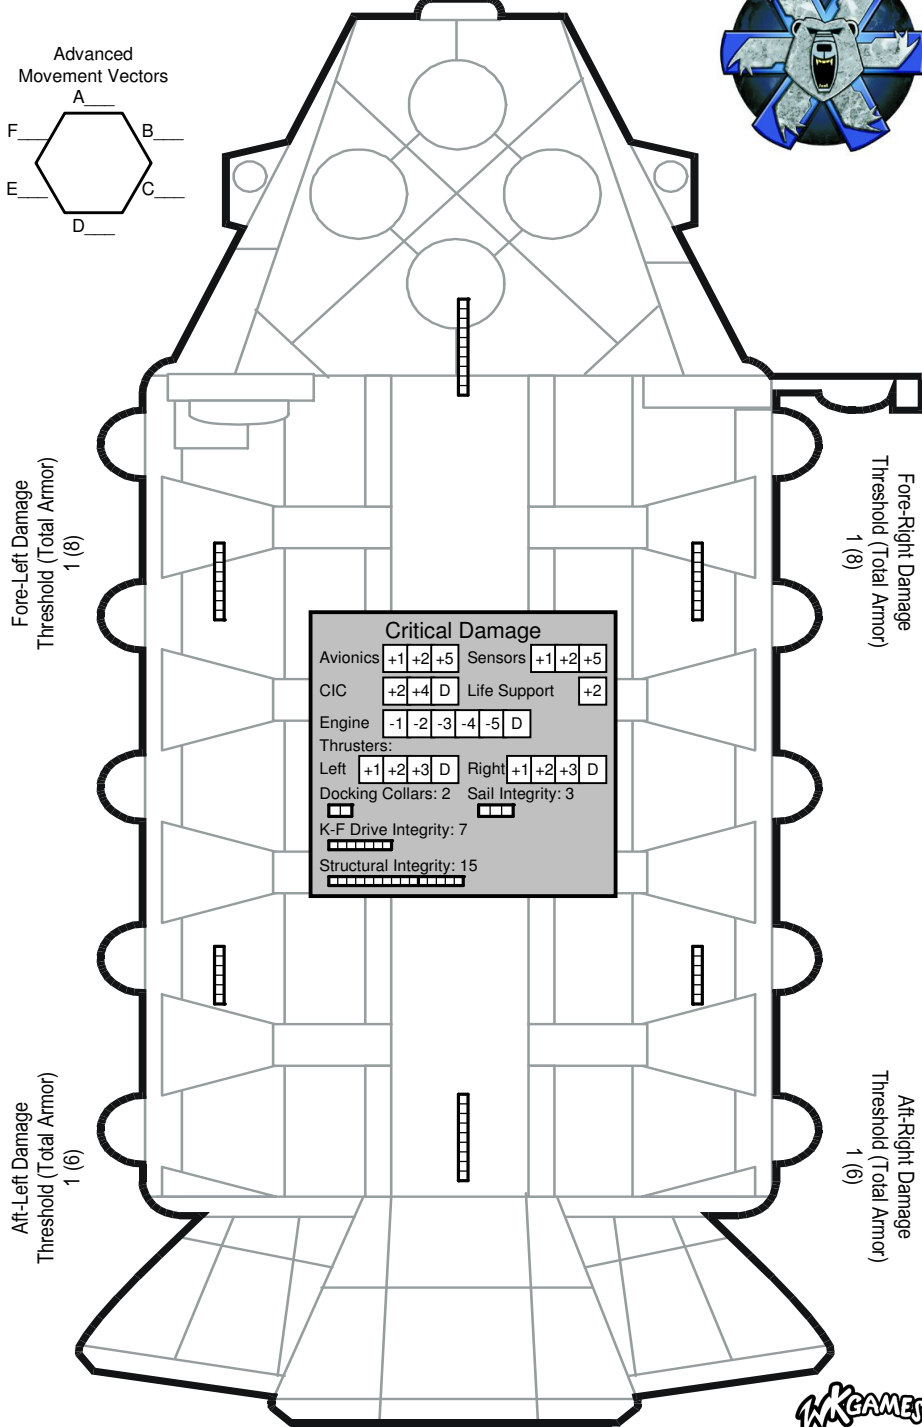 Advanced
Movement Vectors
A___
F___
B___
E___
C___
D___
Fore-Left Damage
Threshold (Total Armor)
1 (8)
Fore-Right Damage
Threshold (Total Armor)
1 (8)
Critical Damage
Avionics +1 +2 +5 Sensors +1 +2 +5
CIC +2 +4 D Life Support +2
Engine -1 -2 -3 -4 -5 D
Thrusters:
Left +1 +2 +3 D Right +1 +2 +3 D
Docking Collars: 2 Sail Integrity: 3
K-F Drive Integrity: 7
Structural Integrity: 15
Aft-Left Damage
Threshold (Total Armor)
1 (6)
Aft-Right Damage
Threshold (Total Armor)
1 (6)
WKGAMES